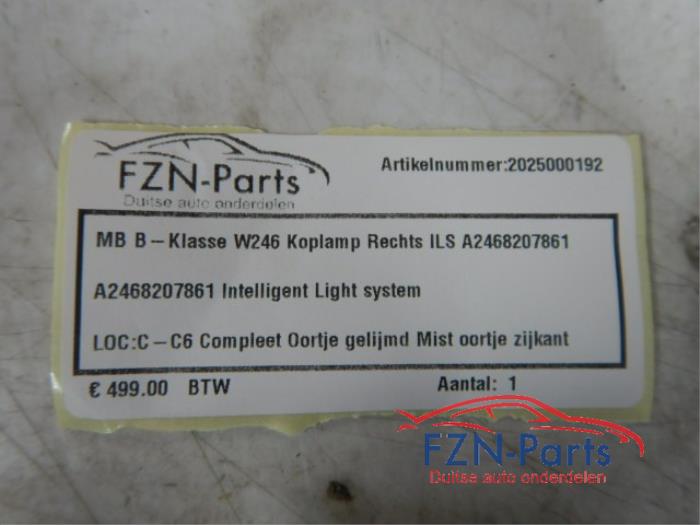 FZN-Parts
Duitse auto onderdelen
Artikelnummer:2025000192
MB B-Klasse W246 Koplamp Rechts ILS A2468207861
A2468207861 Intelligent Light system
LOC:C-C6 Compleet Oortje gelijmd Mist oortje zijkant
€ 499.00 BTW
Aantal: 1
FZN-Parts
Duitse auto onderdelen